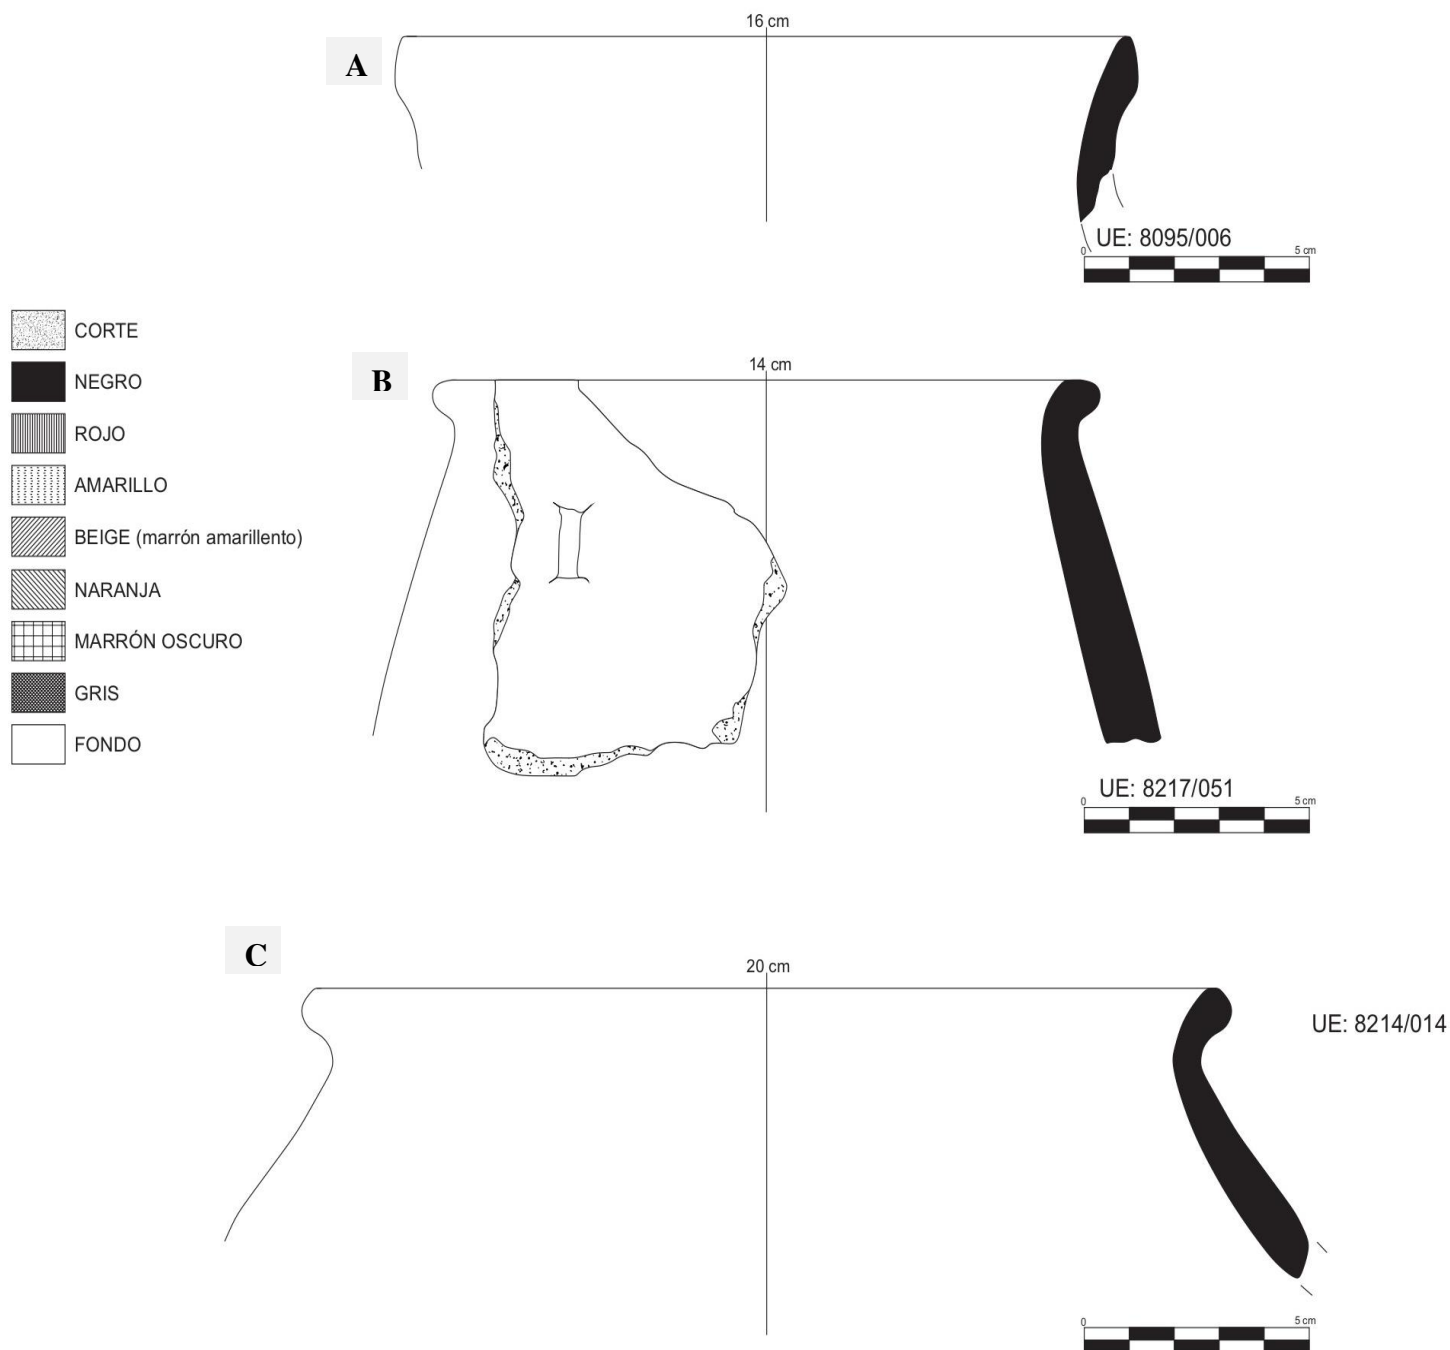 16 cm
A
UE: 8095/006
0 5 cm
CORTE
NEGRO
ROJO
AMARILLO
BEIGE (marrón amarillento)
NARANJA
MARRÓN OSCURO
GRIS
FONDO
14 cm
B
UE: 8217/051
0 5 cm
20 cm
C
UE: 8214/014
0 5 cm